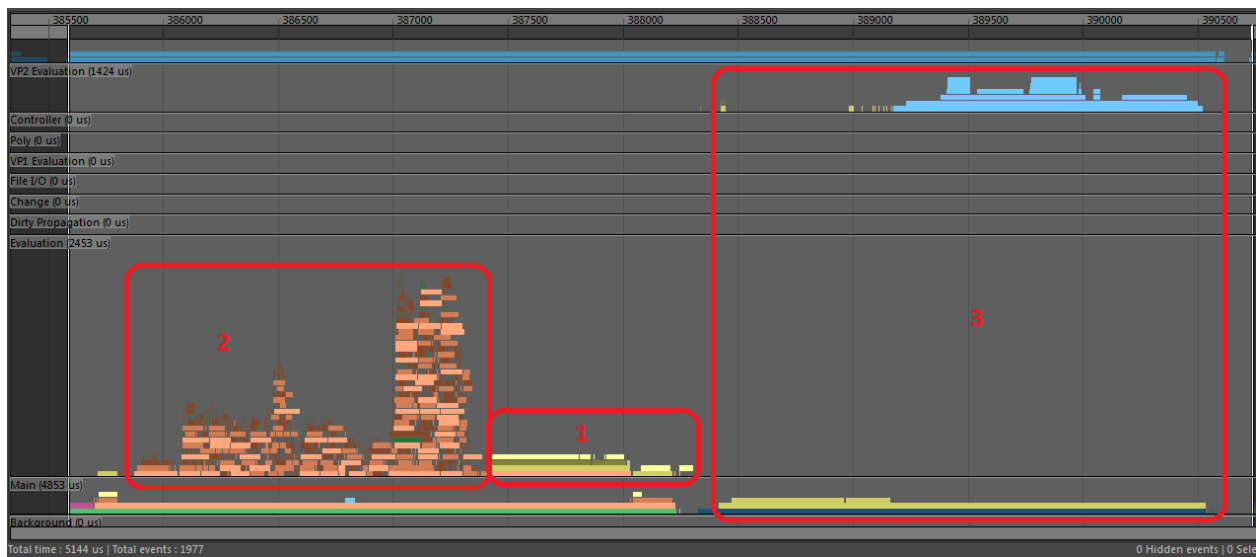 385500 386000 386500 387000 387500 388000 388500 389000 389500 390000 390500
VP2 Evaluation (1424 us)
Controller (0 us)
Poly (0 us)
VP1 Evaluation (0 us)
File I/O (0 us)
Change (0 us)
Dirty Propagation (0 us)
Evaluation (2453 us)
2
3
1
Main (4853 us)
Background (0 us)
Total time : 5144 us | Total events : 1977 0 Hidden events | 0 Sele